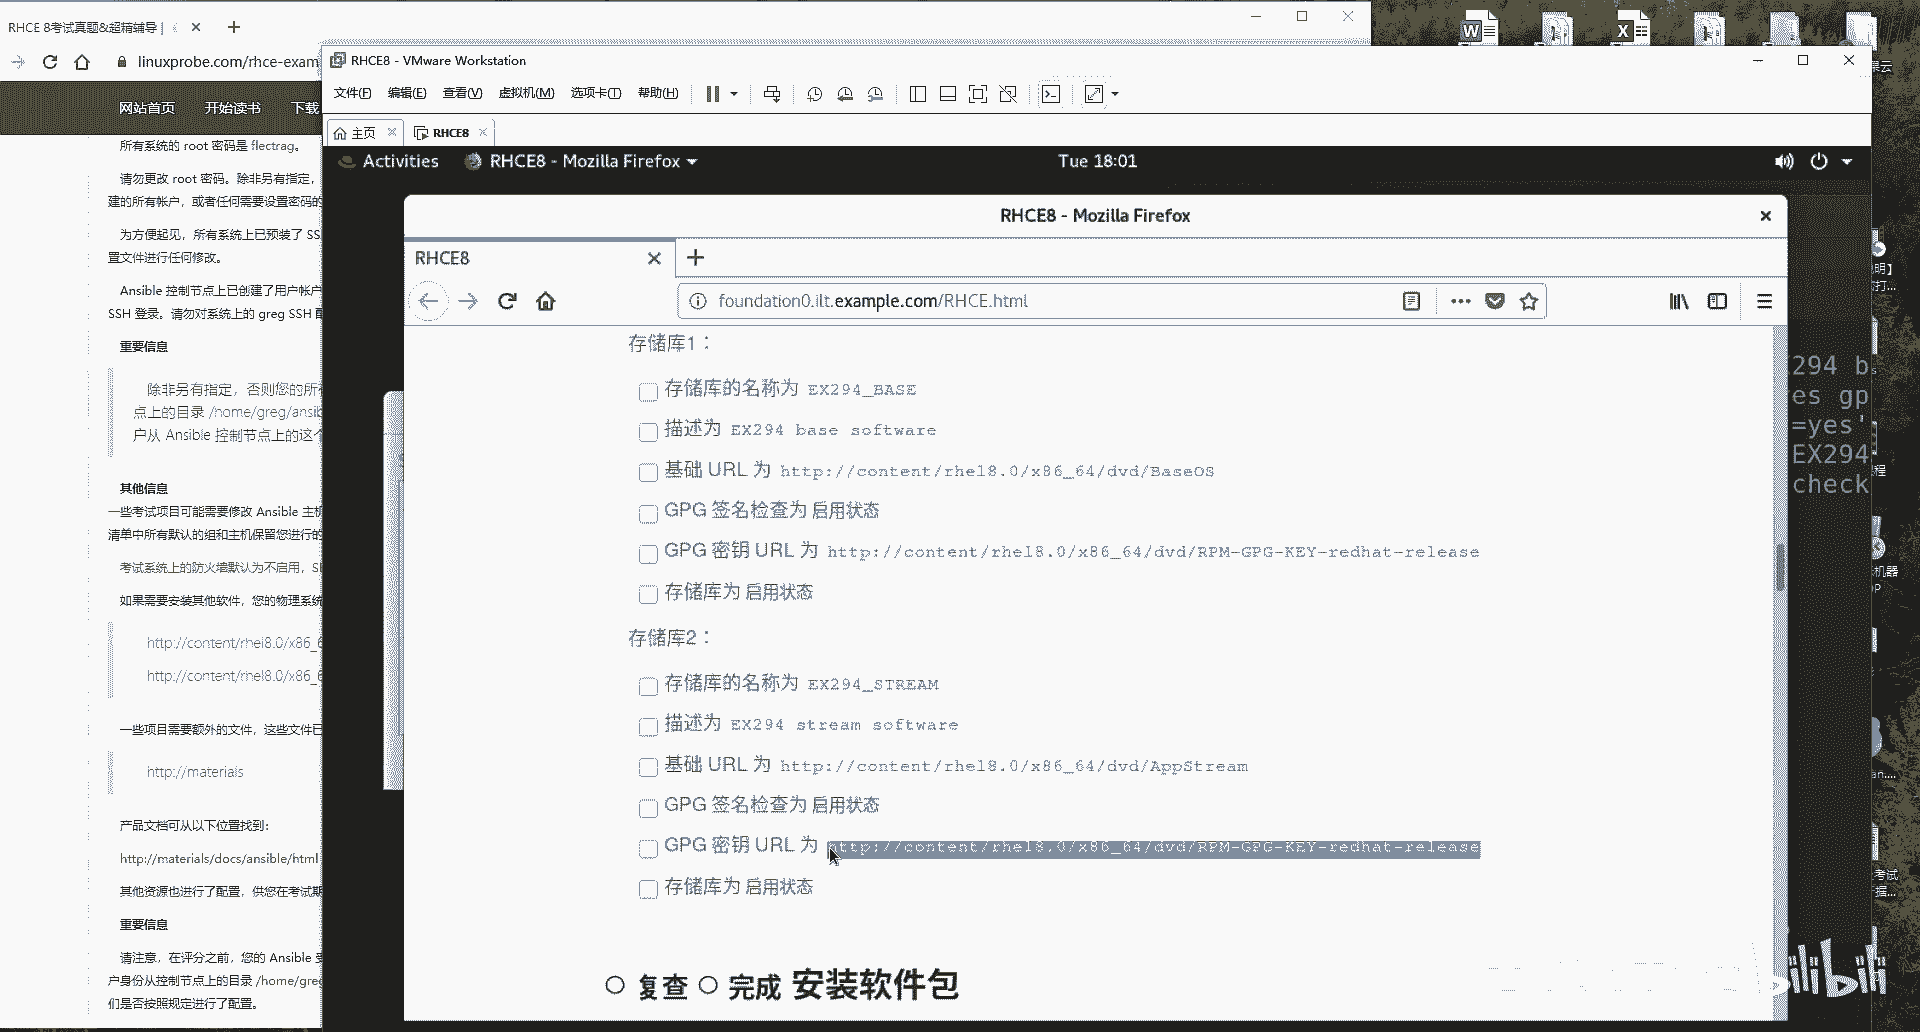 RHCE 8考试真题&超精辅导 |
linuxprobe.com/rhce-exam
网站首页 开始读书 下载
所有系统的 root 密码是 flectrag。
请勿更改 root 密码。除非另有指定，
建的所有帐户，或者任何需要设置密码的
为方便起见，所有系统上已预装了 SS
置文件进行任何修改。
Ansible 控制节点上已创建了用户帐户
SSH 登录。请勿对系统上的 greg SSH 配
重要信息
除非另有指定，否则您的所有
点上的目录 /home/greg/ansib
户从 Ansible 控制节点上的这个
其他信息
一些考试项目可能需要修改 Ansible 主机
清单中所有默认的组和主机保留您进行的
考试系统上的防火墙默认为不启用，SE
如果需要安装其他软件，您的物理系统
http://content/rhel8.0/x86_6
http://content/rhel8.0/x86_6
一些项目需要额外的文件，这些文件已
http://materials
产品文档可从以下位置找到：
http://materials/docs/ansible/html
其他资源也进行了配置，供您在考试期
重要信息
请注意，在评分之前，您的 Ansible 受
户身份从控制节点上的目录 /home/greg
们是否按照规定进行了配置。
RHCE8 - VMware Workstation
文件(F) 编辑(E) 查看(V) 虚拟机(M) 选项卡(T) 帮助(H)
主页 RHCE8
Activities RHCE8 - Mozilla Firefox Tue 18:01
RHCE8 - Mozilla Firefox
RHCE8
foundation0.ilt.example.com/RHCE.html
存储库1：
存储库的名称为 EX294_BASE
描述为 EX294 base software
基础 URL 为 http://content/rhel8.0/x86_64/dvd/BaseOS
GPG 签名检查为 启用状态
GPG 密钥 URL 为 http://content/rhel8.0/x86_64/dvd/RPM-GPG-KEY-redhat-release
存储库为 启用状态
存储库2：
存储库的名称为 EX294_STREAM
描述为 EX294 stream software
基础 URL 为 http://content/rhel8.0/x86_64/dvd/AppStream
GPG 签名检查为 启用状态
GPG 密钥 URL 为 http://content/rhel8.0/x86_64/dvd/RPM-GPG-KEY-redhat-release
存储库为 启用状态
复查 完成 安装软件包
294 b
es gp
=yes'
EX294
check
bilibili